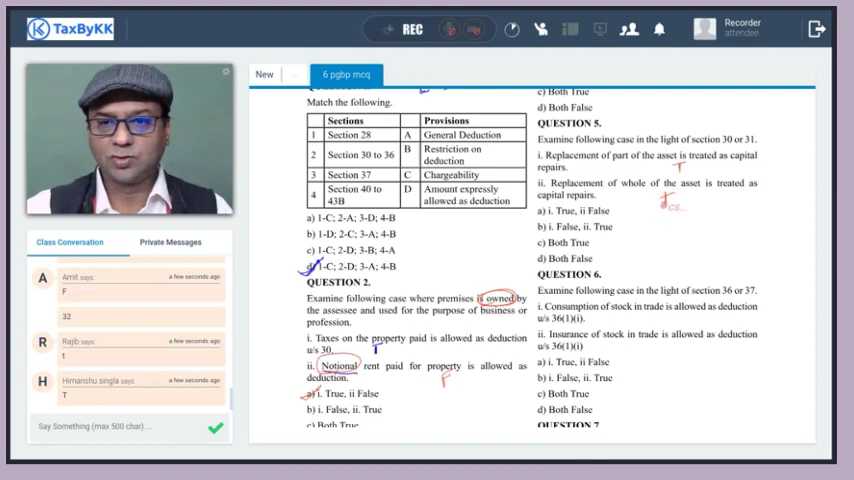 TaxByKK
REC
Recorder
attendee
New
6 pgbp mcq
Match the following.
Sections Provisions
1 Section 28 A General Deduction
2 Section 30 to 36 B Restriction on deduction
3 Section 37 C Chargeability
4 Section 40 to 43B D Amount expressly allowed as deduction
a) 1-C; 2-A; 3-D; 4-B
b) 1-D; 2-C; 3-A; 4-B
c) 1-C; 2-D; 3-B; 4-A
d) 1-C; 2-D; 3-A; 4-B
QUESTION 2.
Examine following case where premises is owned by
the assessee and used for the purpose of business or
profession.
i. Taxes on the property paid is allowed as deduction
u/s 30.
T
ii. Notional rent paid for property is allowed as
deduction.
F
a) i. True, ii False
b) i. False, ii. True
c) Both True
c) Both True
d) Both False
QUESTION 5.
Examine following case in the light of section 30 or 31.
i. Replacement of part of the asset is treated as capital
repairs.
T
ii. Replacement of whole of the asset is treated as
capital repairs.
a) i. True, ii False
b) i. False, ii. True
c) Both True
d) Both False
QUESTION 6.
Examine following case in the light of section 36 or 37.
i. Consumption of stock in trade is allowed as deduction
u/s 36(1)(i).
ii. Insurance of stock in trade is allowed as deduction
u/s 36(1)(i)
a) i. True, ii False
b) i. False, ii. True
c) Both True
d) Both False
QUESTION 7
Class Conversation Private Messages
A Amit says: a few seconds ago
F
32
R Rajib says: a few seconds ago
t
H Himanshu singla says: a few seconds ago
T
Say Something (max 500 char) ...